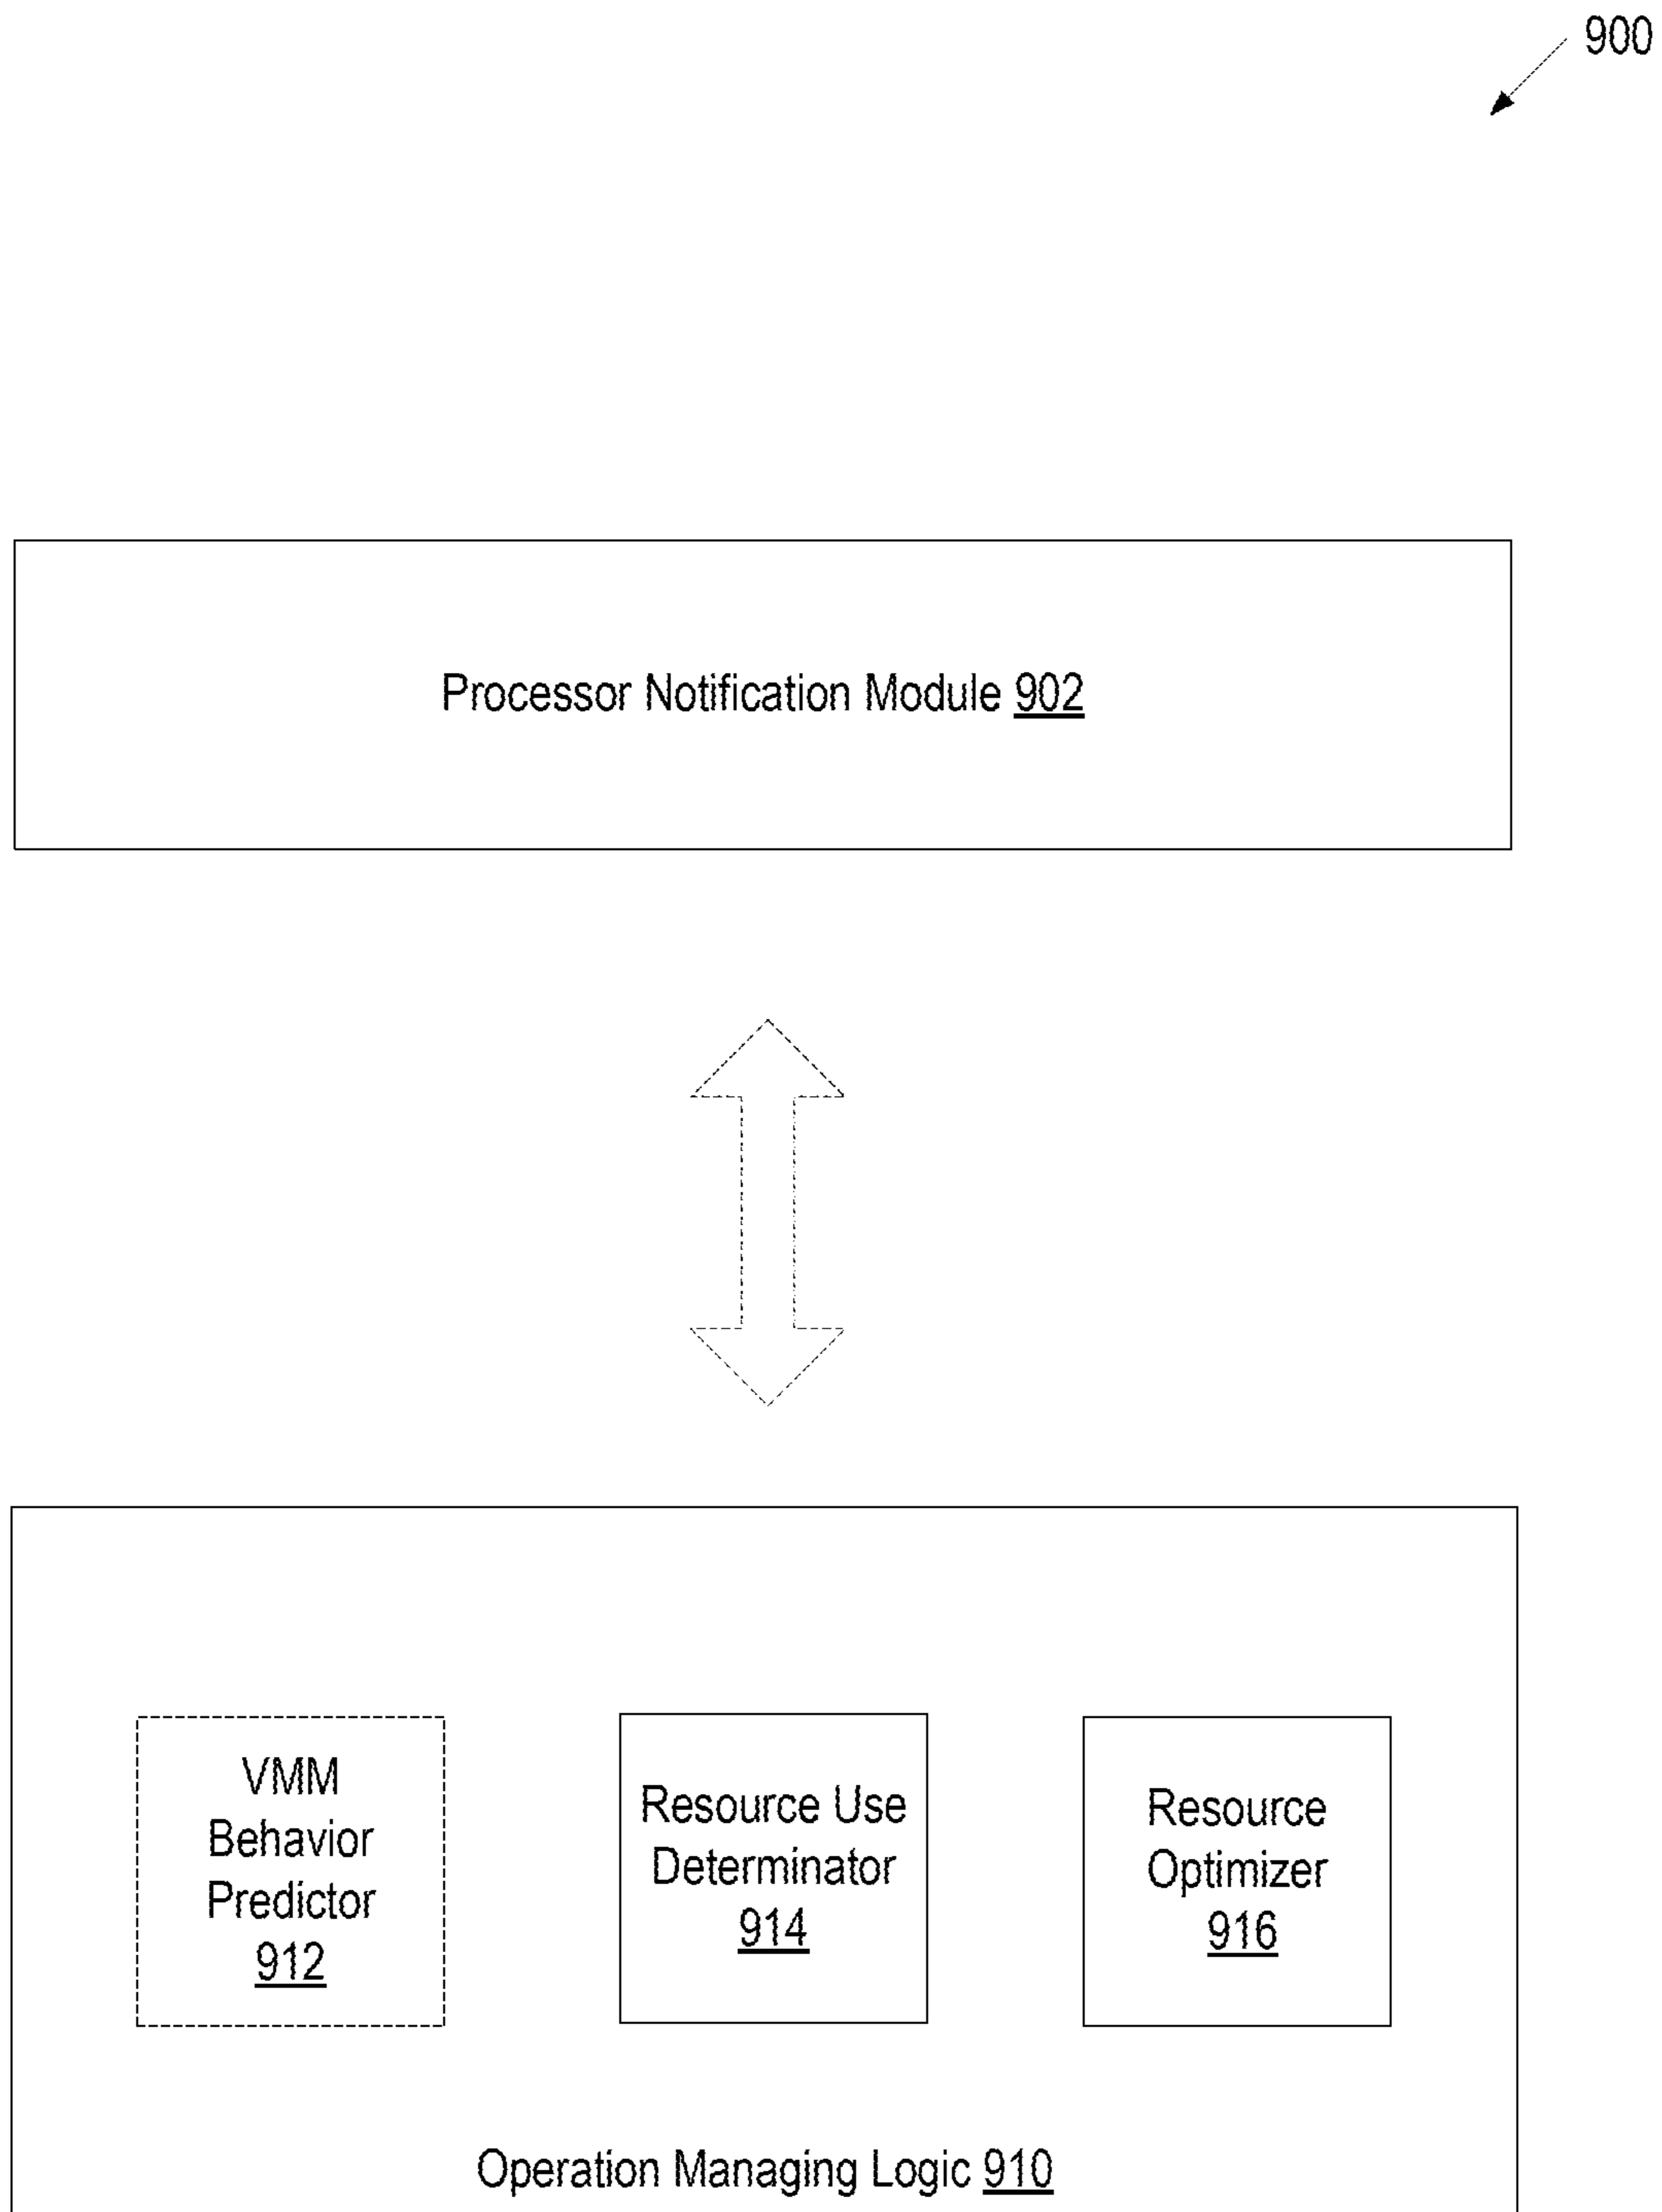 900
Processor Notification Module 902
VMM
Behavior
Predictor
912
Resource Use
Determinator
914
Resource
Optimizer
916
Operation Managing Logic 910